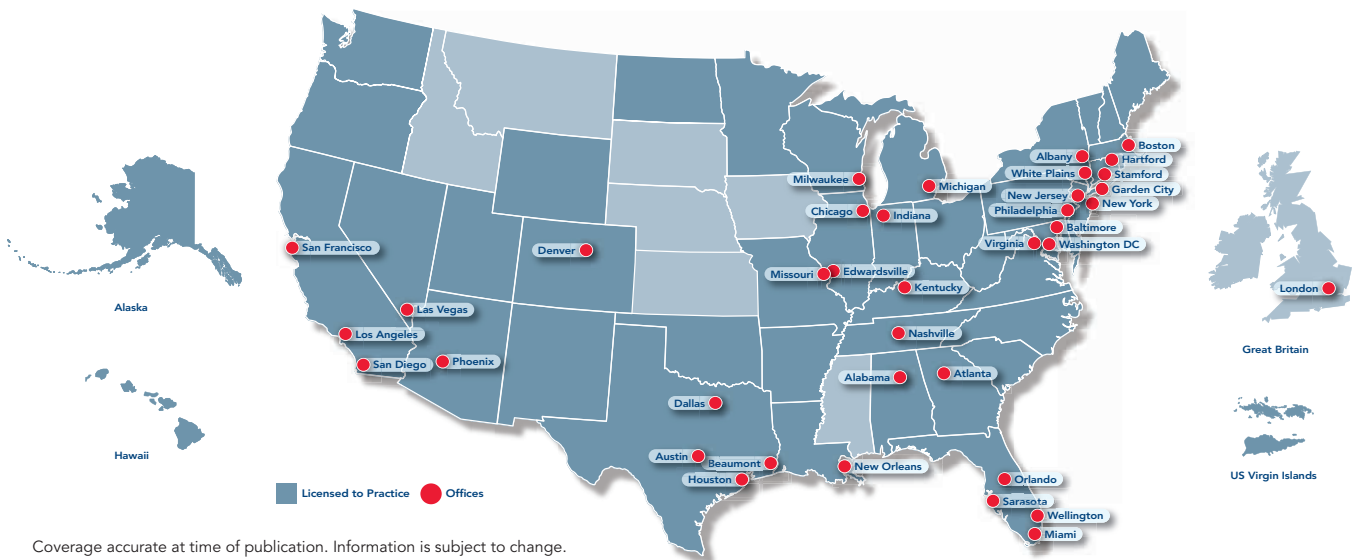 Boston
Albany
Hartford
White Plains
Stamford
Milwaukee
Michigan
Garden City
New Jersey
New York
Chicago
Indiana
Philadelphia
Baltimore
San Francisco
Denver
Virginia
Washington DC
Missouri
Edwardsville
Kentucky
London
Alaska
Las Vegas
Los Angeles
Nashville
Great Britain
San Diego
Phoenix
Alabama
Atlanta
Dallas
Hawaii
Austin
Beaumont
New Orleans
Houston
Orlando
US Virgin Islands
Licensed to Practice
Offices
Sarasota
Wellington
Miami
Coverage accurate at time of publication. Information is subject to change.